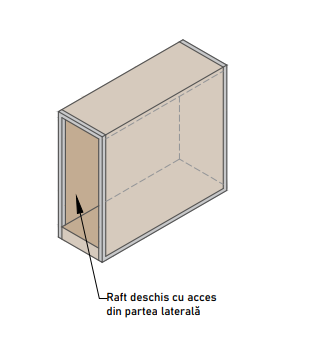 Raft deschis cu acces
din partea laterală